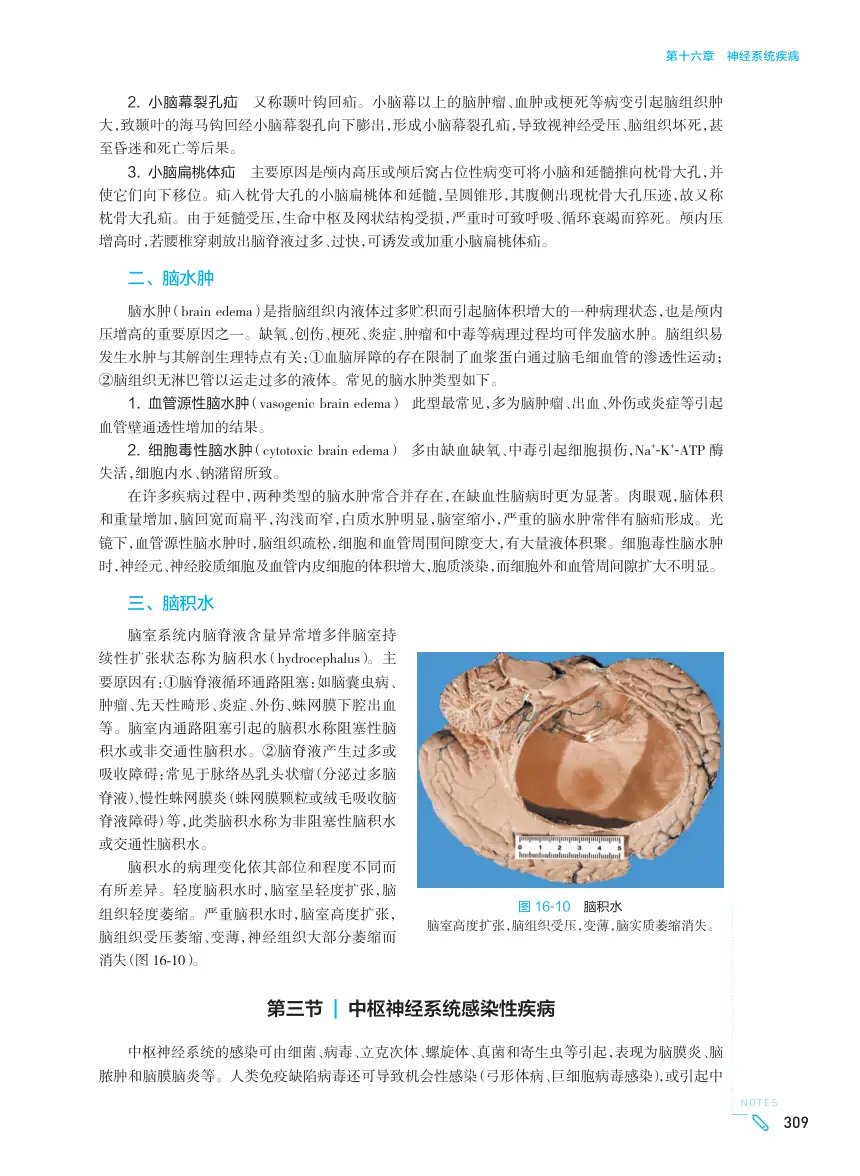 第十六章 神经系统疾病
2. 小脑幕裂孔疝 又称颞叶钩回疝。小脑幕以上的脑肿瘤、血肿或梗死等病变引起脑组织肿
大,致颞叶的海马钩回经小脑幕裂孔向下膨出,形成小脑幕裂孔疝,导致视神经受压、脑组织坏死,甚
至昏迷和死亡等后果。
3. 小脑扁桃体疝 主要原因是颅内高压或颅后窝占位性病变可将小脑和延髓推向枕骨大孔,并
使它们向下移位。疝入枕骨大孔的小脑扁桃体和延髓,呈圆锥形,其腹侧出现枕骨大孔压迹,故又称
枕骨大孔疝。由于延髓受压,生命中枢及网状结构受损,严重时可致呼吸、循环衰竭而猝死。颅内压
增高时,若腰椎穿刺放出脑脊液过多、过快,可诱发或加重小脑扁桃体疝。
二、脑水肿
脑水肿(brain edema)是指脑组织内液体过多贮积而引起脑体积增大的一种病理状态,也是颅内
压增高的重要原因之一。缺氧、创伤、梗死、炎症、肿瘤和中毒等病理过程均可伴发脑水肿。脑组织易
发生水肿与其解剖生理特点有关:①血脑屏障的存在限制了血浆蛋白通过脑毛细血管的渗透性运动;
②脑组织无淋巴管以运走过多的液体。常见的脑水肿类型如下。
1. 血管源性脑水肿(vasogenic brain edema) 此型最常见,多为脑肿瘤、出血、外伤或炎症等引起
血管壁通透性增加的结果。
2. 细胞毒性脑水肿(cytotoxic brain edema) 多由缺血缺氧、中毒引起细胞损伤,Na⁺-K⁺-ATP 酶
失活,细胞内水、钠潴留所致。
在许多疾病过程中,两种类型的脑水肿常合并存在,在缺血性脑病时更为显著。肉眼观,脑体积
和重量增加,脑回宽而扁平,沟浅而窄,白质水肿明显,脑室缩小,严重的脑水肿常伴有脑疝形成。光
镜下,血管源性脑水肿时,脑组织疏松,细胞和血管周围间隙变大,有大量液体积聚。细胞毒性脑水肿
时,神经元、神经胶质细胞及血管内皮细胞的体积增大,胞质淡染,而细胞外和血管周间隙扩大不明显。
三、脑积水
脑室系统内脑脊液含量异常增多伴脑室持
续性扩张状态称为脑积水(hydrocephalus)。主
要原因有:①脑脊液循环通路阻塞:如脑囊虫病、
肿瘤、先天性畸形、炎症、外伤、蛛网膜下腔出血
等。脑室内通路阻塞引起的脑积水称阻塞性脑
积水或非交通性脑积水。②脑脊液产生过多或
吸收障碍:常见于脉络丛乳头状瘤(分泌过多脑
脊液)、慢性蛛网膜炎(蛛网膜颗粒或绒毛吸收脑
脊液障碍)等,此类脑积水称为非阻塞性脑积水
或交通性脑积水。
脑积水的病理变化依其部位和程度不同而
有所差异。轻度脑积水时,脑室呈轻度扩张,脑
组织轻度萎缩。严重脑积水时,脑室高度扩张,
脑组织受压萎缩、变薄,神经组织大部分萎缩而
消失(图 16-10)。
0 1 2 3 4 5
图 16-10 脑积水
脑室高度扩张,脑组织受压,变薄,脑实质萎缩消失。
第三节 | 中枢神经系统感染性疾病
中枢神经系统的感染可由细菌、病毒、立克次体、螺旋体、真菌和寄生虫等引起,表现为脑膜炎、脑
脓肿和脑膜脑炎等。人类免疫缺陷病毒还可导致机会性感染(弓形体病、巨细胞病毒感染),或引起中
NOTES
309